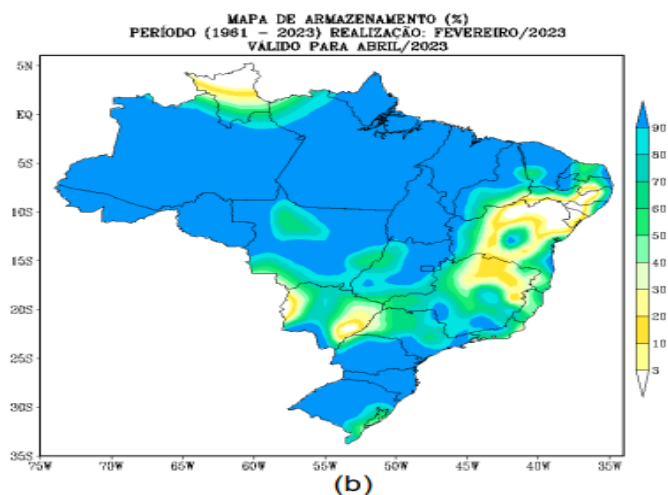 MAPA DE ARMAZENAMENTO (%)
PERÍODO (1961 - 2023) REALIZAÇÃO: FEVEREIRO/2023
VÁLIDO PARA ABRIL/2023
5N
EQ
5S
10S
15S
20S
25S
30S
35S
75W 70W 65W 60W 55W 50W 45W 40W 35W
90
80
70
60
50
40
30
20
10
3
(b)